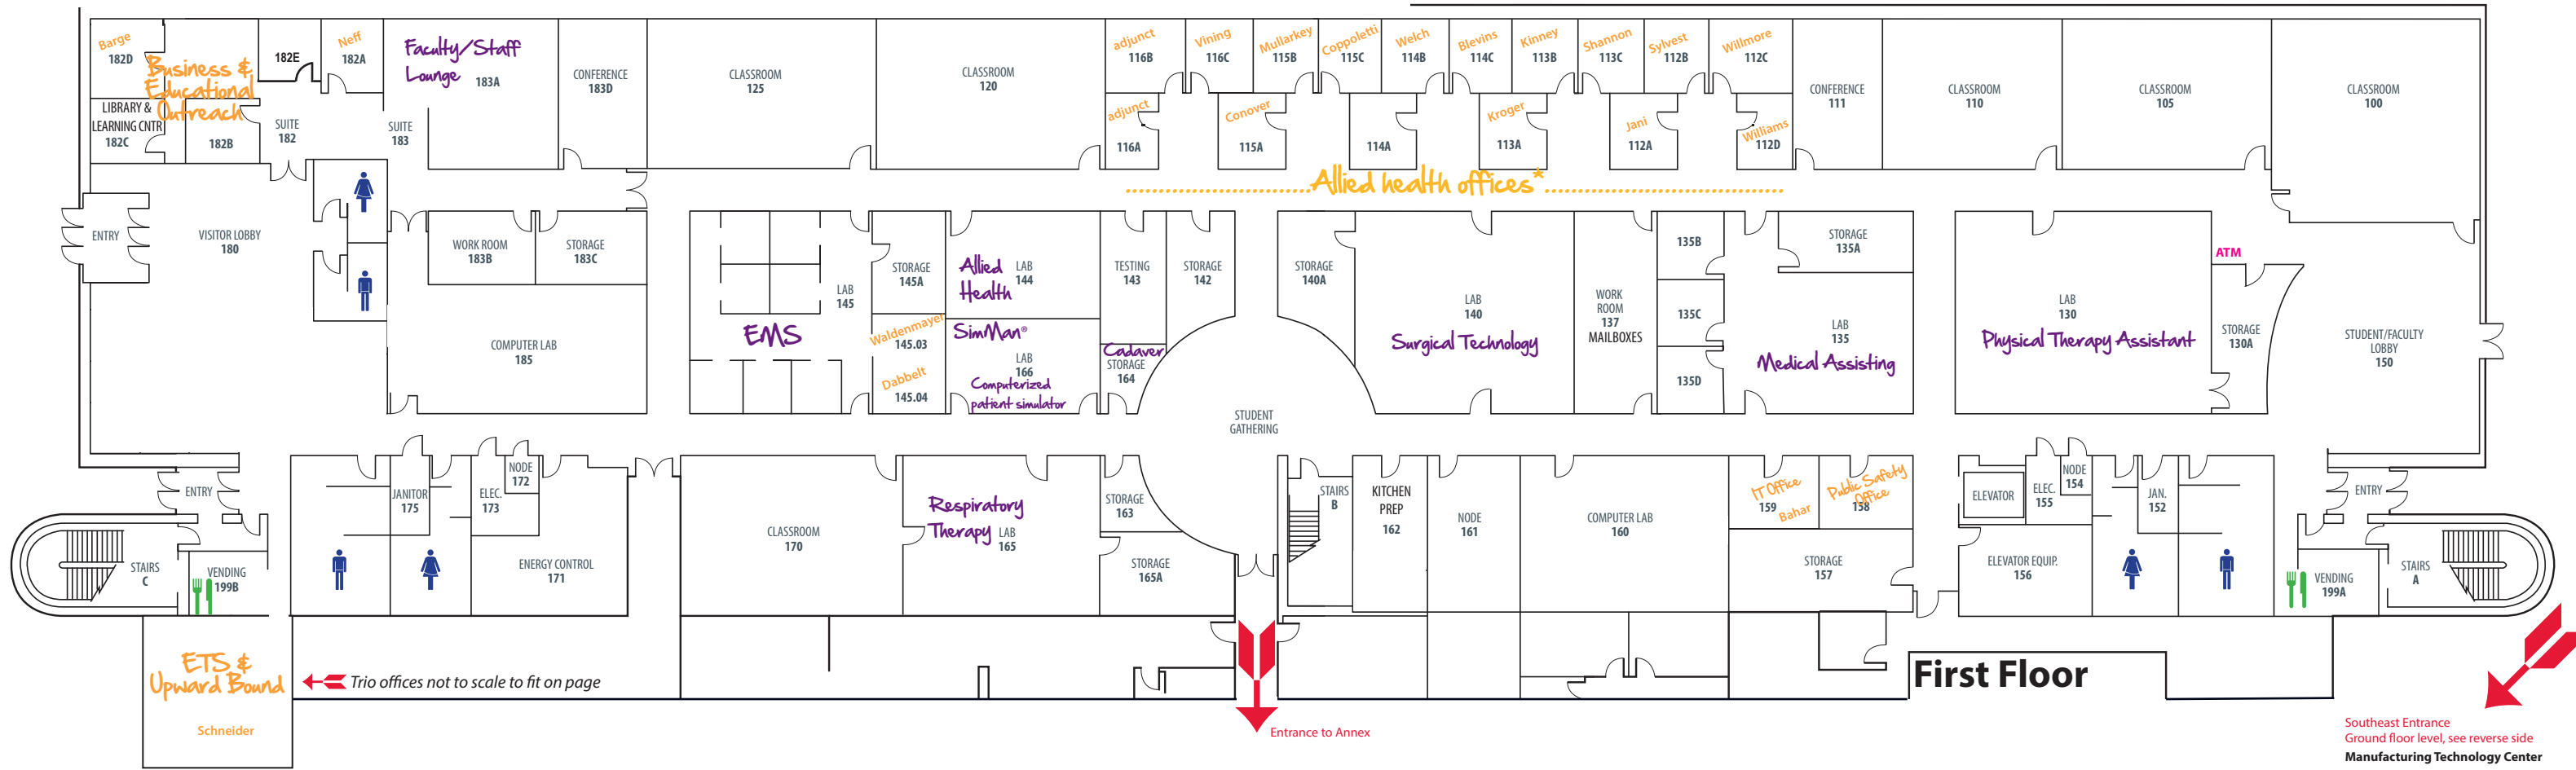 Barge
182D
Business &
Educational
Outreach
182E
Neff
182A
Faculty/Staff
Lounge
183A
CONFERENCE
183D
CLASSROOM
125
CLASSROOM
120
adjunct
116B
Vining
116C
Mullarkey
115B
Coppoletti
115C
Welch
114B
Blevins
114C
Kinney
113B
Shannon
113C
Sylvest
112B
Willmore
112C
CONFERENCE
111
CLASSROOM
110
CLASSROOM
105
CLASSROOM
100
LIBRARY &
LEARNING CNTR
182C
182B
SUITE
182
SUITE
183
adjunct
116A
Conover
115A
114A
Kroger
113A
Jani
112A
Williams
112D
Allied health offices*
ENTRY
VISITOR LOBBY
180
WORK ROOM
183B
STORAGE
183C
COMPUTER LAB
185
LAB
145
EMS
STORAGE
145A
Waldenmayer
145.03
Dabbelt
145.04
Allied
Health
LAB
144
SimMan®
LAB
166
Computerized
patient simulator
TESTING
143
STORAGE
142
Cadaver
STORAGE
164
STUDENT
GATHERING
STORAGE
140A
LAB
140
Surgical Technology
WORK
ROOM
137
MAILBOXES
135B
135C
135D
STORAGE
135A
LAB
135
Medical Assisting
LAB
130
Physical Therapy Assistant
ATM
STORAGE
130A
STUDENT/FACULTY
LOBBY
150
ENTRY
STAIRS
C
VENDING
199B
JANITOR
175
ELEC.
173
NODE
172
ENERGY CONTROL
171
CLASSROOM
170
Respiratory
Therapy
LAB
165
STORAGE
163
STORAGE
165A
STAIRS
B
KITCHEN
PREP
162
NODE
161
COMPUTER LAB
160
IT Office
159
Bahar
Public Safety
Office
158
STORAGE
157
ELEVATOR
ELEC.
155
NODE
154
JAN.
152
ELEVATOR EQUIP.
156
ENTRY
VENDING
199A
STAIRS
A
ETS &
Upward Bound
Schneider
Trio offices not to scale to fit on page
Entrance to Annex
First Floor
Southeast Entrance
Ground floor level, see reverse side
Manufacturing Technology Center